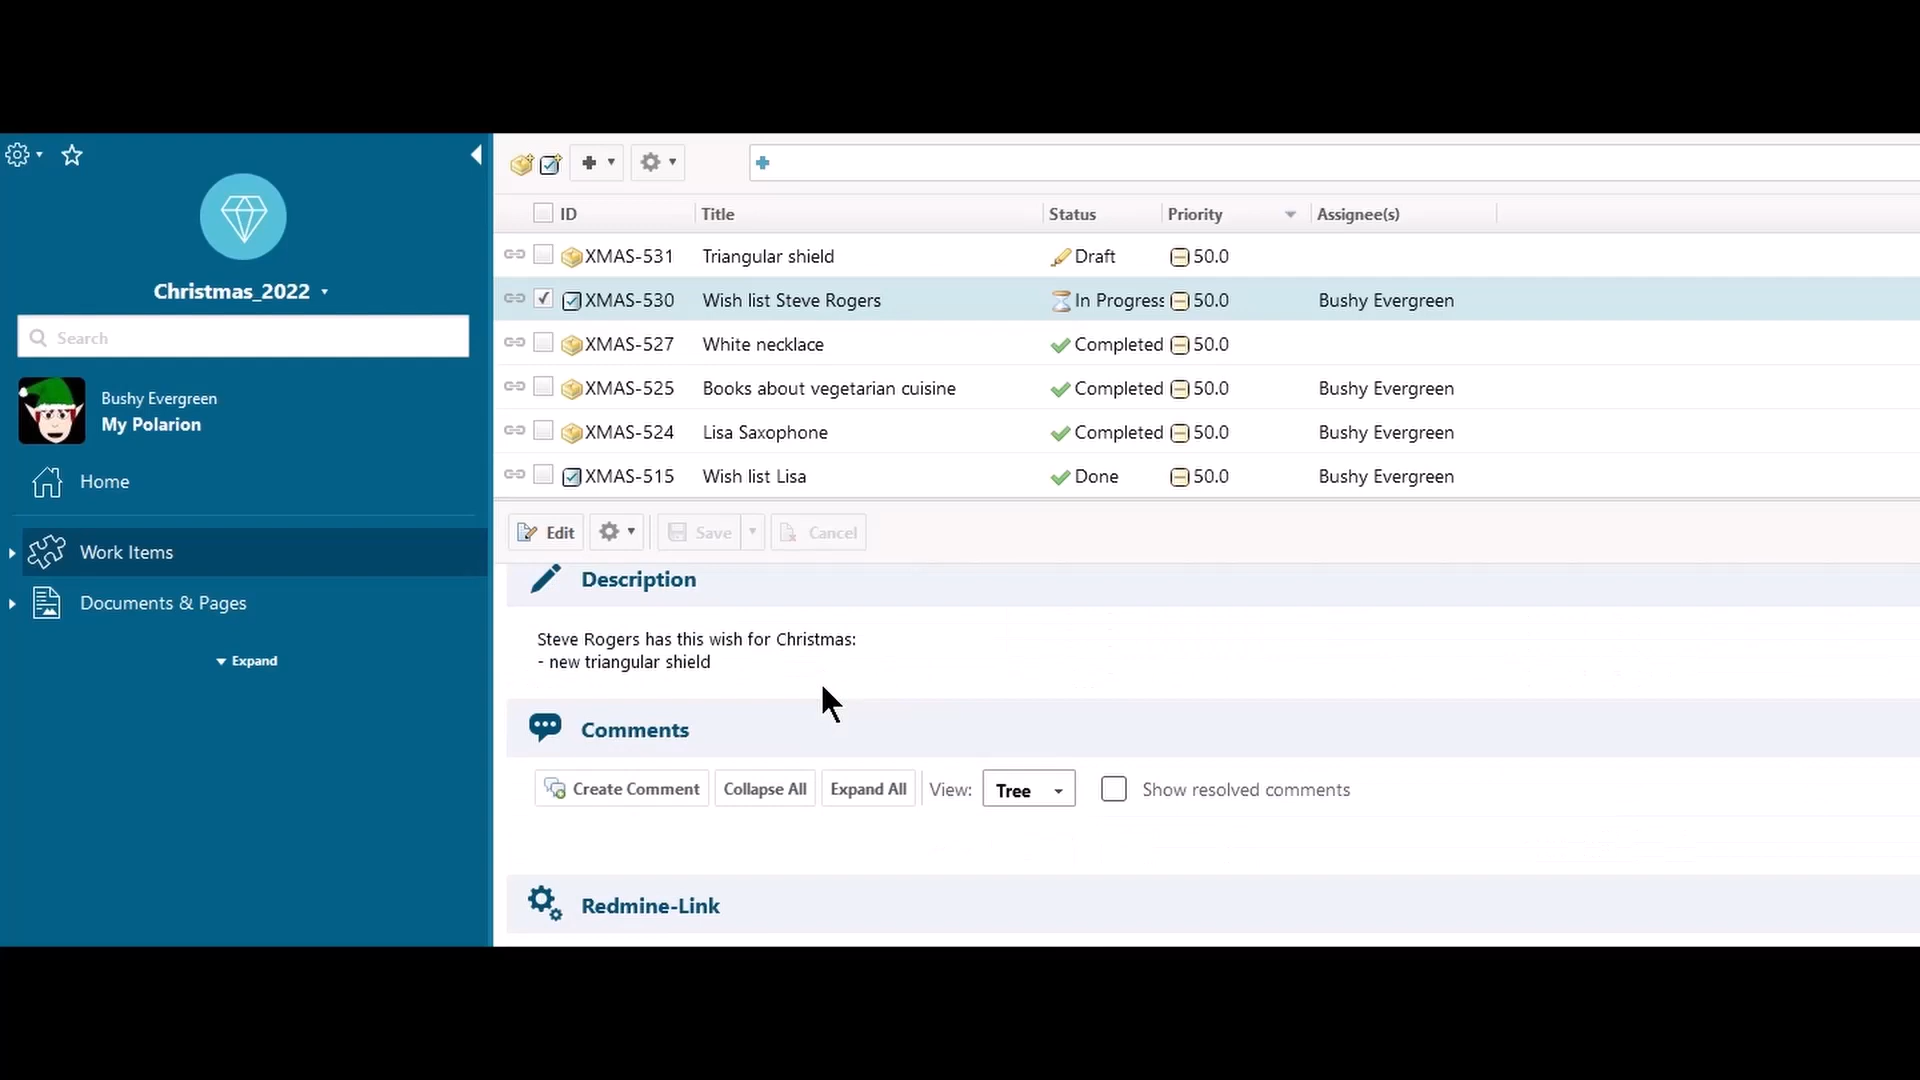 Christmas_2022
Search
Bushy Evergreen
My Polarion
Home
Work Items
Documents & Pages
Expand
ID Title Status Priority Assignee(s)
XMAS-531 Triangular shield Draft 50.0
XMAS-530 Wish list Steve Rogers In Progress 50.0 Bushy Evergreen
XMAS-527 White necklace Completed 50.0
XMAS-525 Books about vegetarian cuisine Completed 50.0 Bushy Evergreen
XMAS-524 Lisa Saxophone Completed 50.0 Bushy Evergreen
XMAS-515 Wish list Lisa Done 50.0 Bushy Evergreen
Edit Save Cancel
Description
Steve Rogers has this wish for Christmas:
- new triangular shield
Comments
Create Comment Collapse All Expand All View: Tree Show resolved comments
Redmine-Link